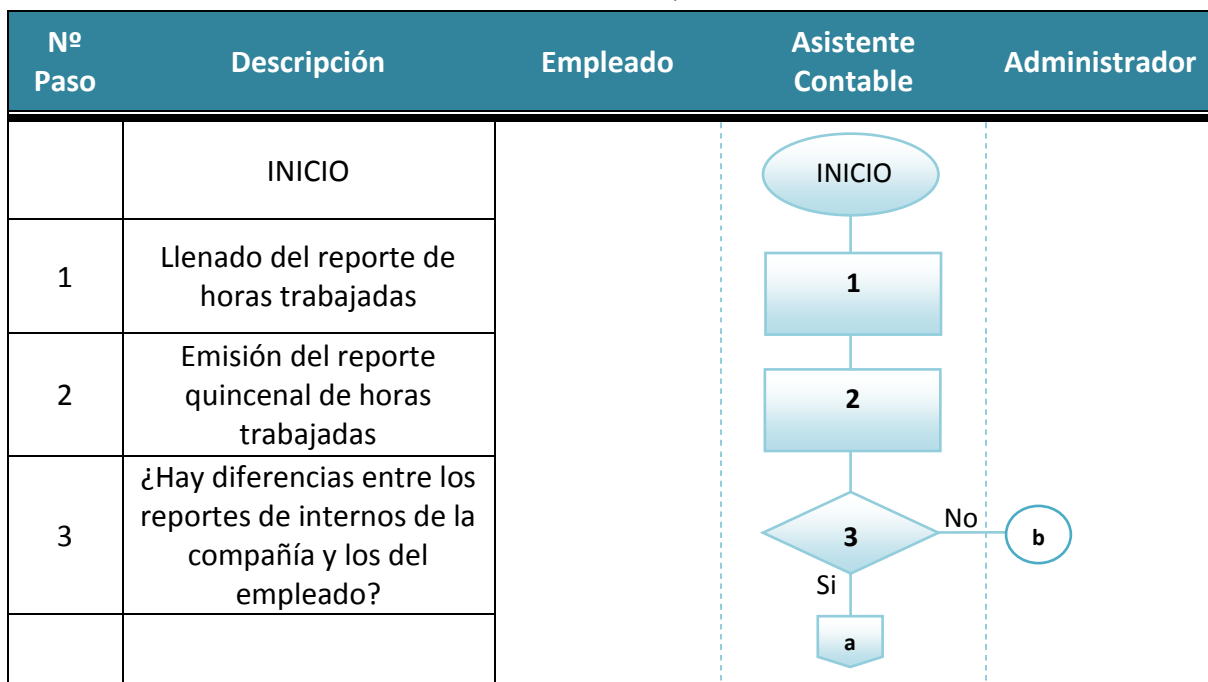 Nº
Paso
Descripción
Empleado
Asistente
Contable
Administrador
INICIO
INICIO
1
Llenado del reporte de
horas trabajadas
1
2
Emisión del reporte
quincenal de horas
trabajadas
2
3
¿Hay diferencias entre los
reportes de internos de la
compañía y los del
empleado?
3
No
b
Si
a